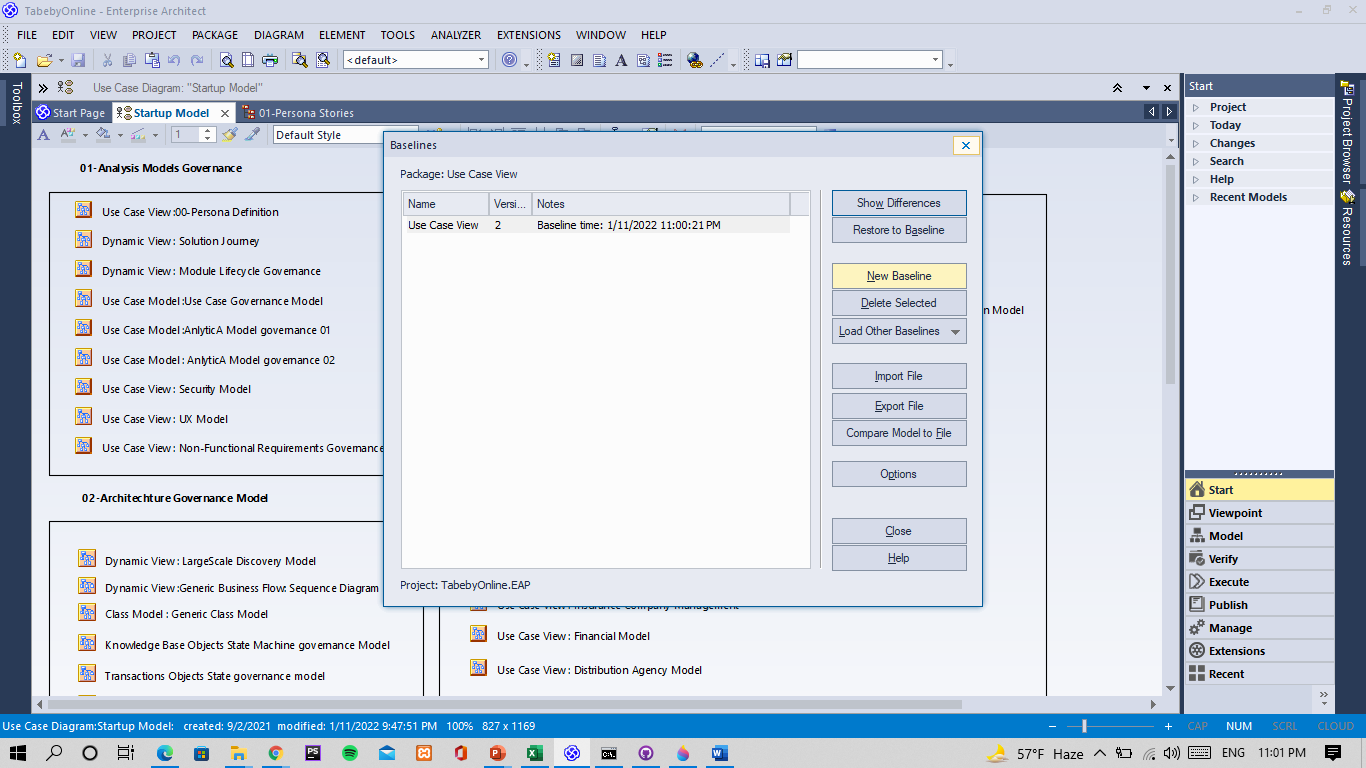 TabebyOnline - Enterprise Architect
FILE EDIT VIEW PROJECT PACKAGE DIAGRAM ELEMENT TOOLS ANALYZER EXTENSIONS WINDOW HELP
<default>
Toolbox
Use Case Diagram: "Startup Model"
Start Page Startup Model 01-Persona Stories
1 Default Style
01-Analysis Models Governance
Use Case View :00-Persona Definition
Dynamic View : Solution Journey
Dynamic View : Module Lifecycle Governance
Use Case Model :Use Case Governance Model
Use Case Model :AnlyticA Model governance 01
Use Case Model : AnlyticA Model governance 02
Use Case View : Security Model
Use Case View : UX Model
Use Case View : Non-Functional Requirements Governance
02-Architechture Governance Model
Dynamic View : LargeScale Discovery Model
Dynamic View :Generic Business Flow: Sequence Diagram
Class Model : Generic Class Model
Knowledge Base Objects State Machine governance Model
Transactions Objects State governance model
Baselines
Package: Use Case View
Name Versi... Notes
Use Case View 2 Baseline time: 1/11/2022 11:00:21 PM
Show Differences
Restore to Baseline
New Baseline
Delete Selected
Load Other Baselines
Import File
Export File
Compare Model to File
Options
Close
Help
Project: TabebyOnline.EAP
n Model
Use Case View : Insurance Company Management
Use Case View : Financial Model
Use Case View : Distribution Agency Model
Start
Project
Today
Changes
Search
Help
Recent Models
Start
Viewpoint
Model
Verify
Execute
Publish
Manage
Extensions
Recent
Project Browser
Resources
Use Case Diagram:Startup Model: created: 9/2/2021 modified: 1/11/2022 9:47:51 PM 100% 827 x 1169
CAP NUM SCRL CLOUD
57°F Haze ENG 11:01 PM